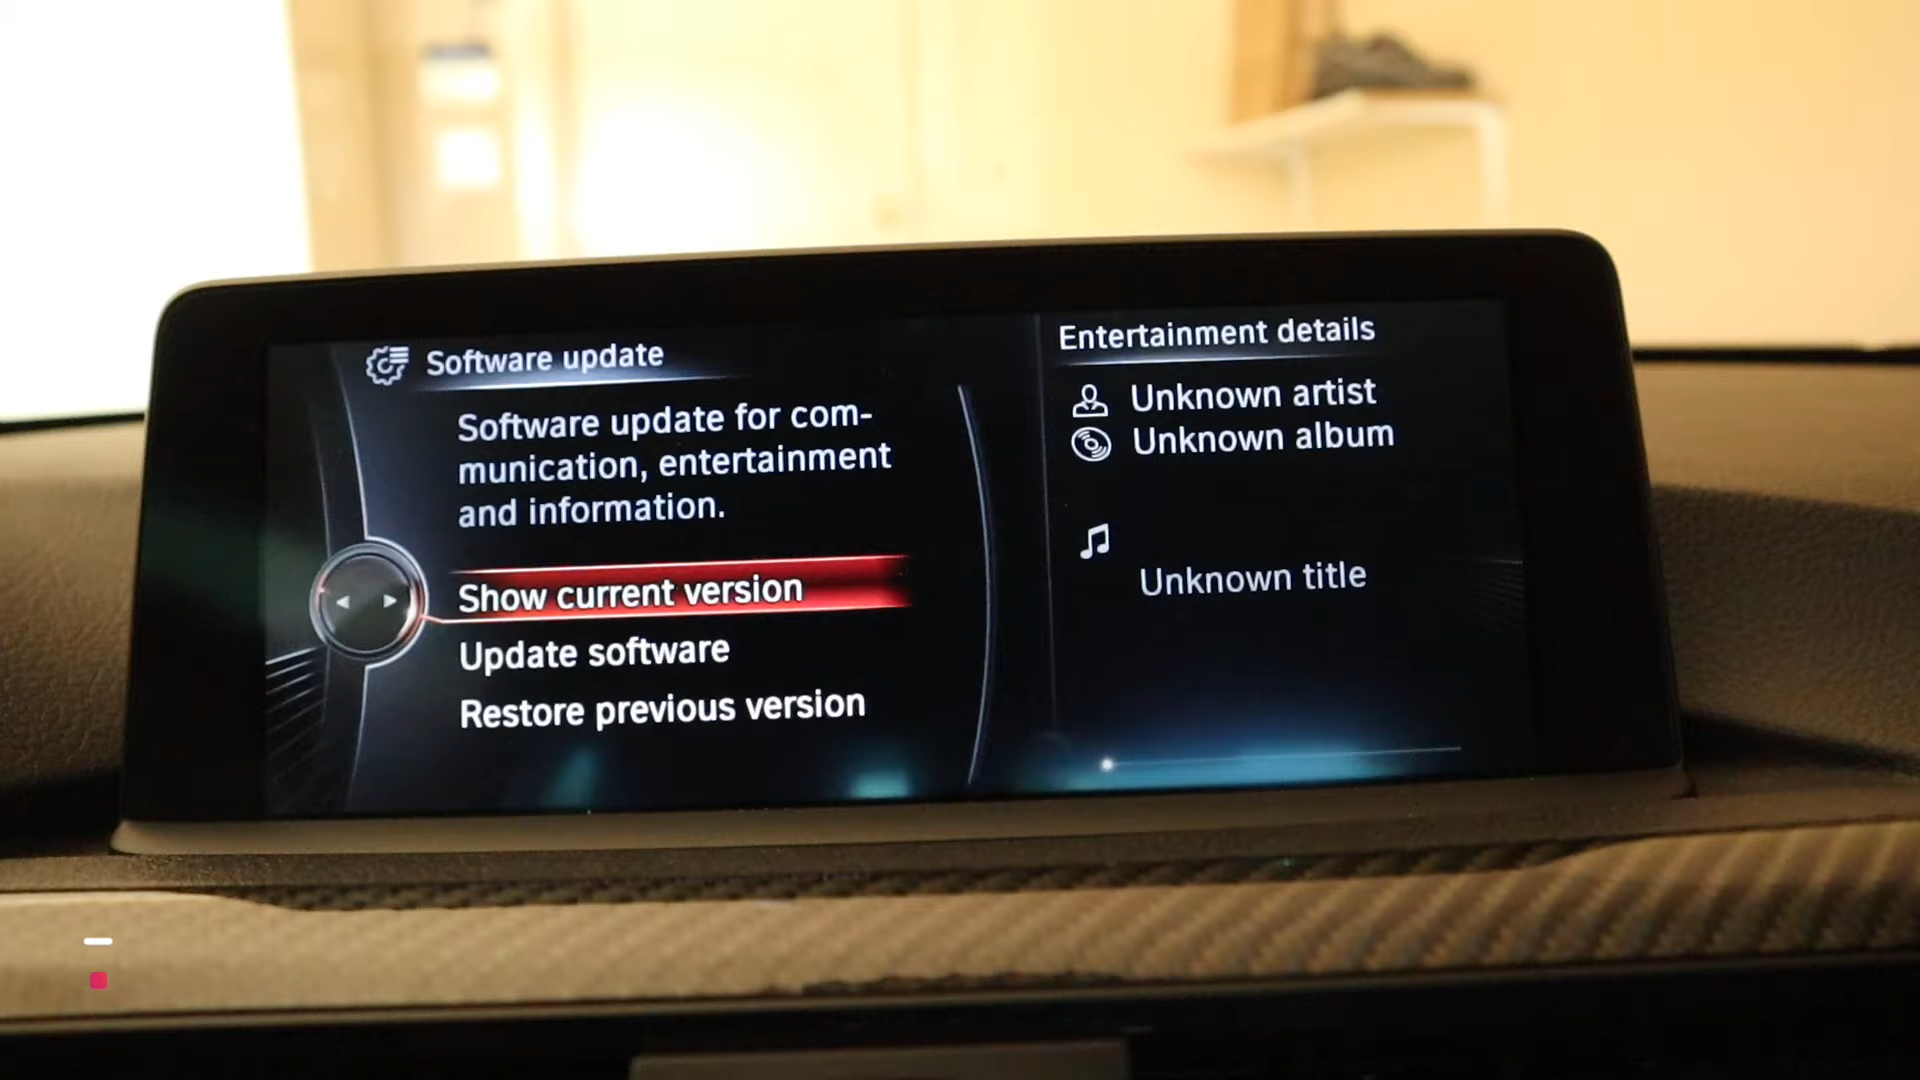 Software update
Software update for com-
munication, entertainment
and information.
Show current version
Update software
Restore previous version
Entertainment details
Unknown artist
Unknown album
Unknown title